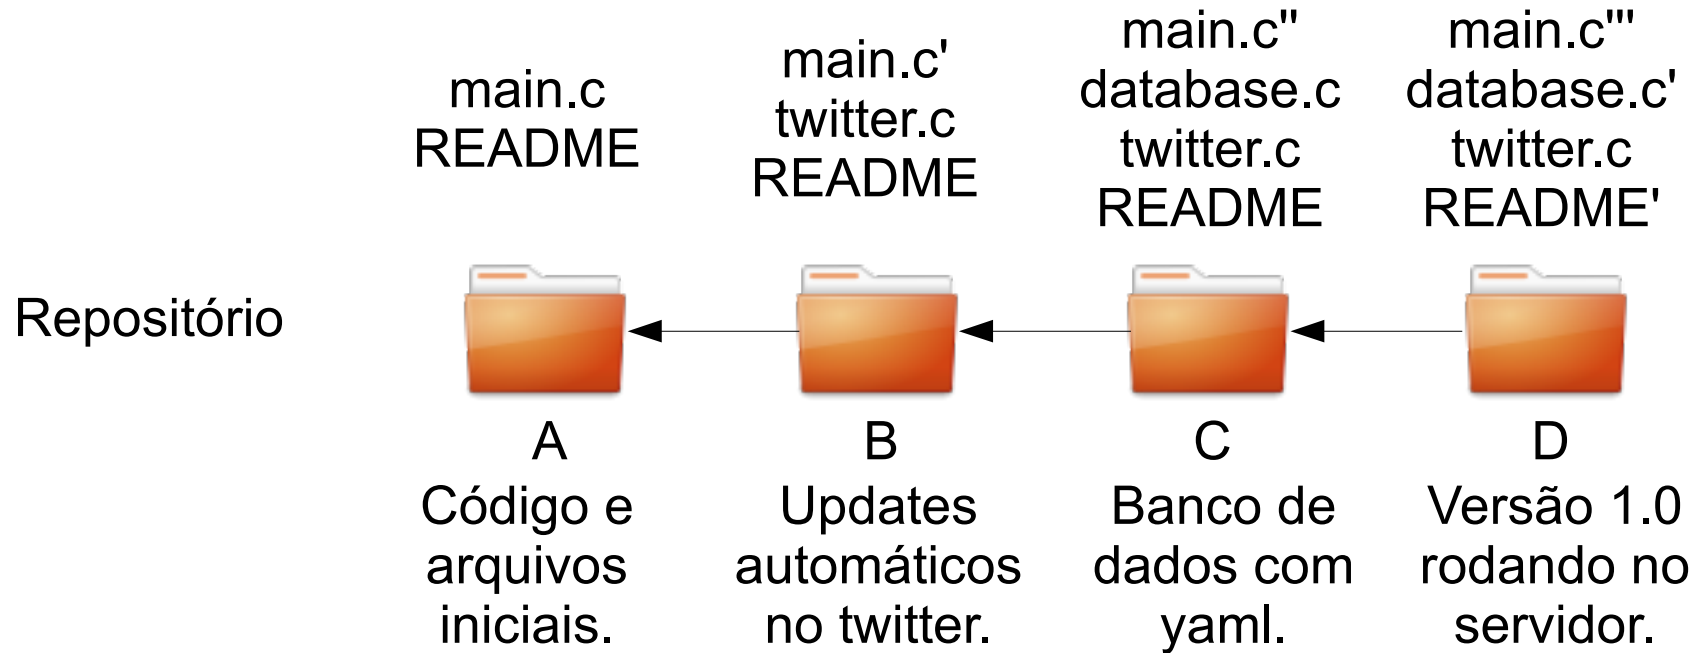 main.c
README
main.c'
twitter.c
README
main.c''
database.c
twitter.c
README
main.c'''
database.c'
twitter.c
README'
Repositório
A
Código e
arquivos
iniciais.
B
Updates
automáticos
no twitter.
C
Banco de
dados com
yaml.
D
Versão 1.0
rodando no
servidor.